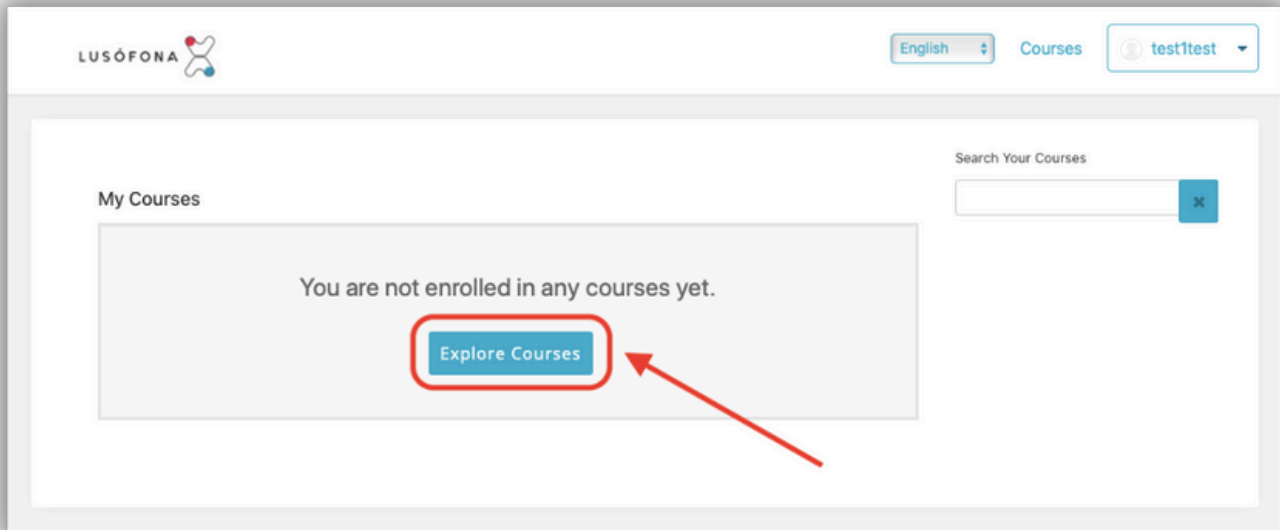 LUSÓFONA
English
Courses
test1test
Search Your Courses
My Courses
You are not enrolled in any courses yet.
Explore Courses